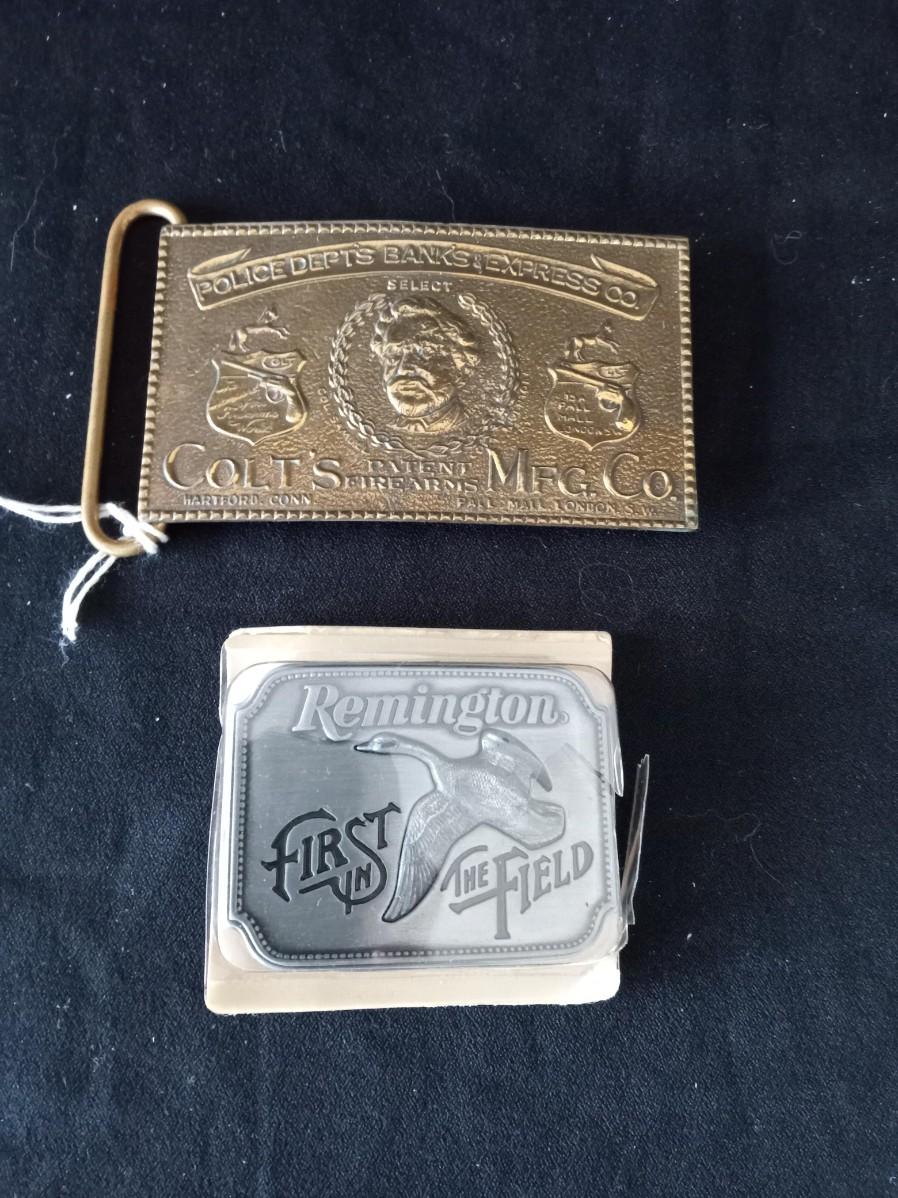 POLICE DEPT'S BANKS & EXPRESS CO.
SELECT
COLT
COLT'S PATENT FIREARMS MFG. CO.
HARTFORD. CONN
PALL MALL LONDON. S.W.
Remington®
FIRST IN THE FIELD